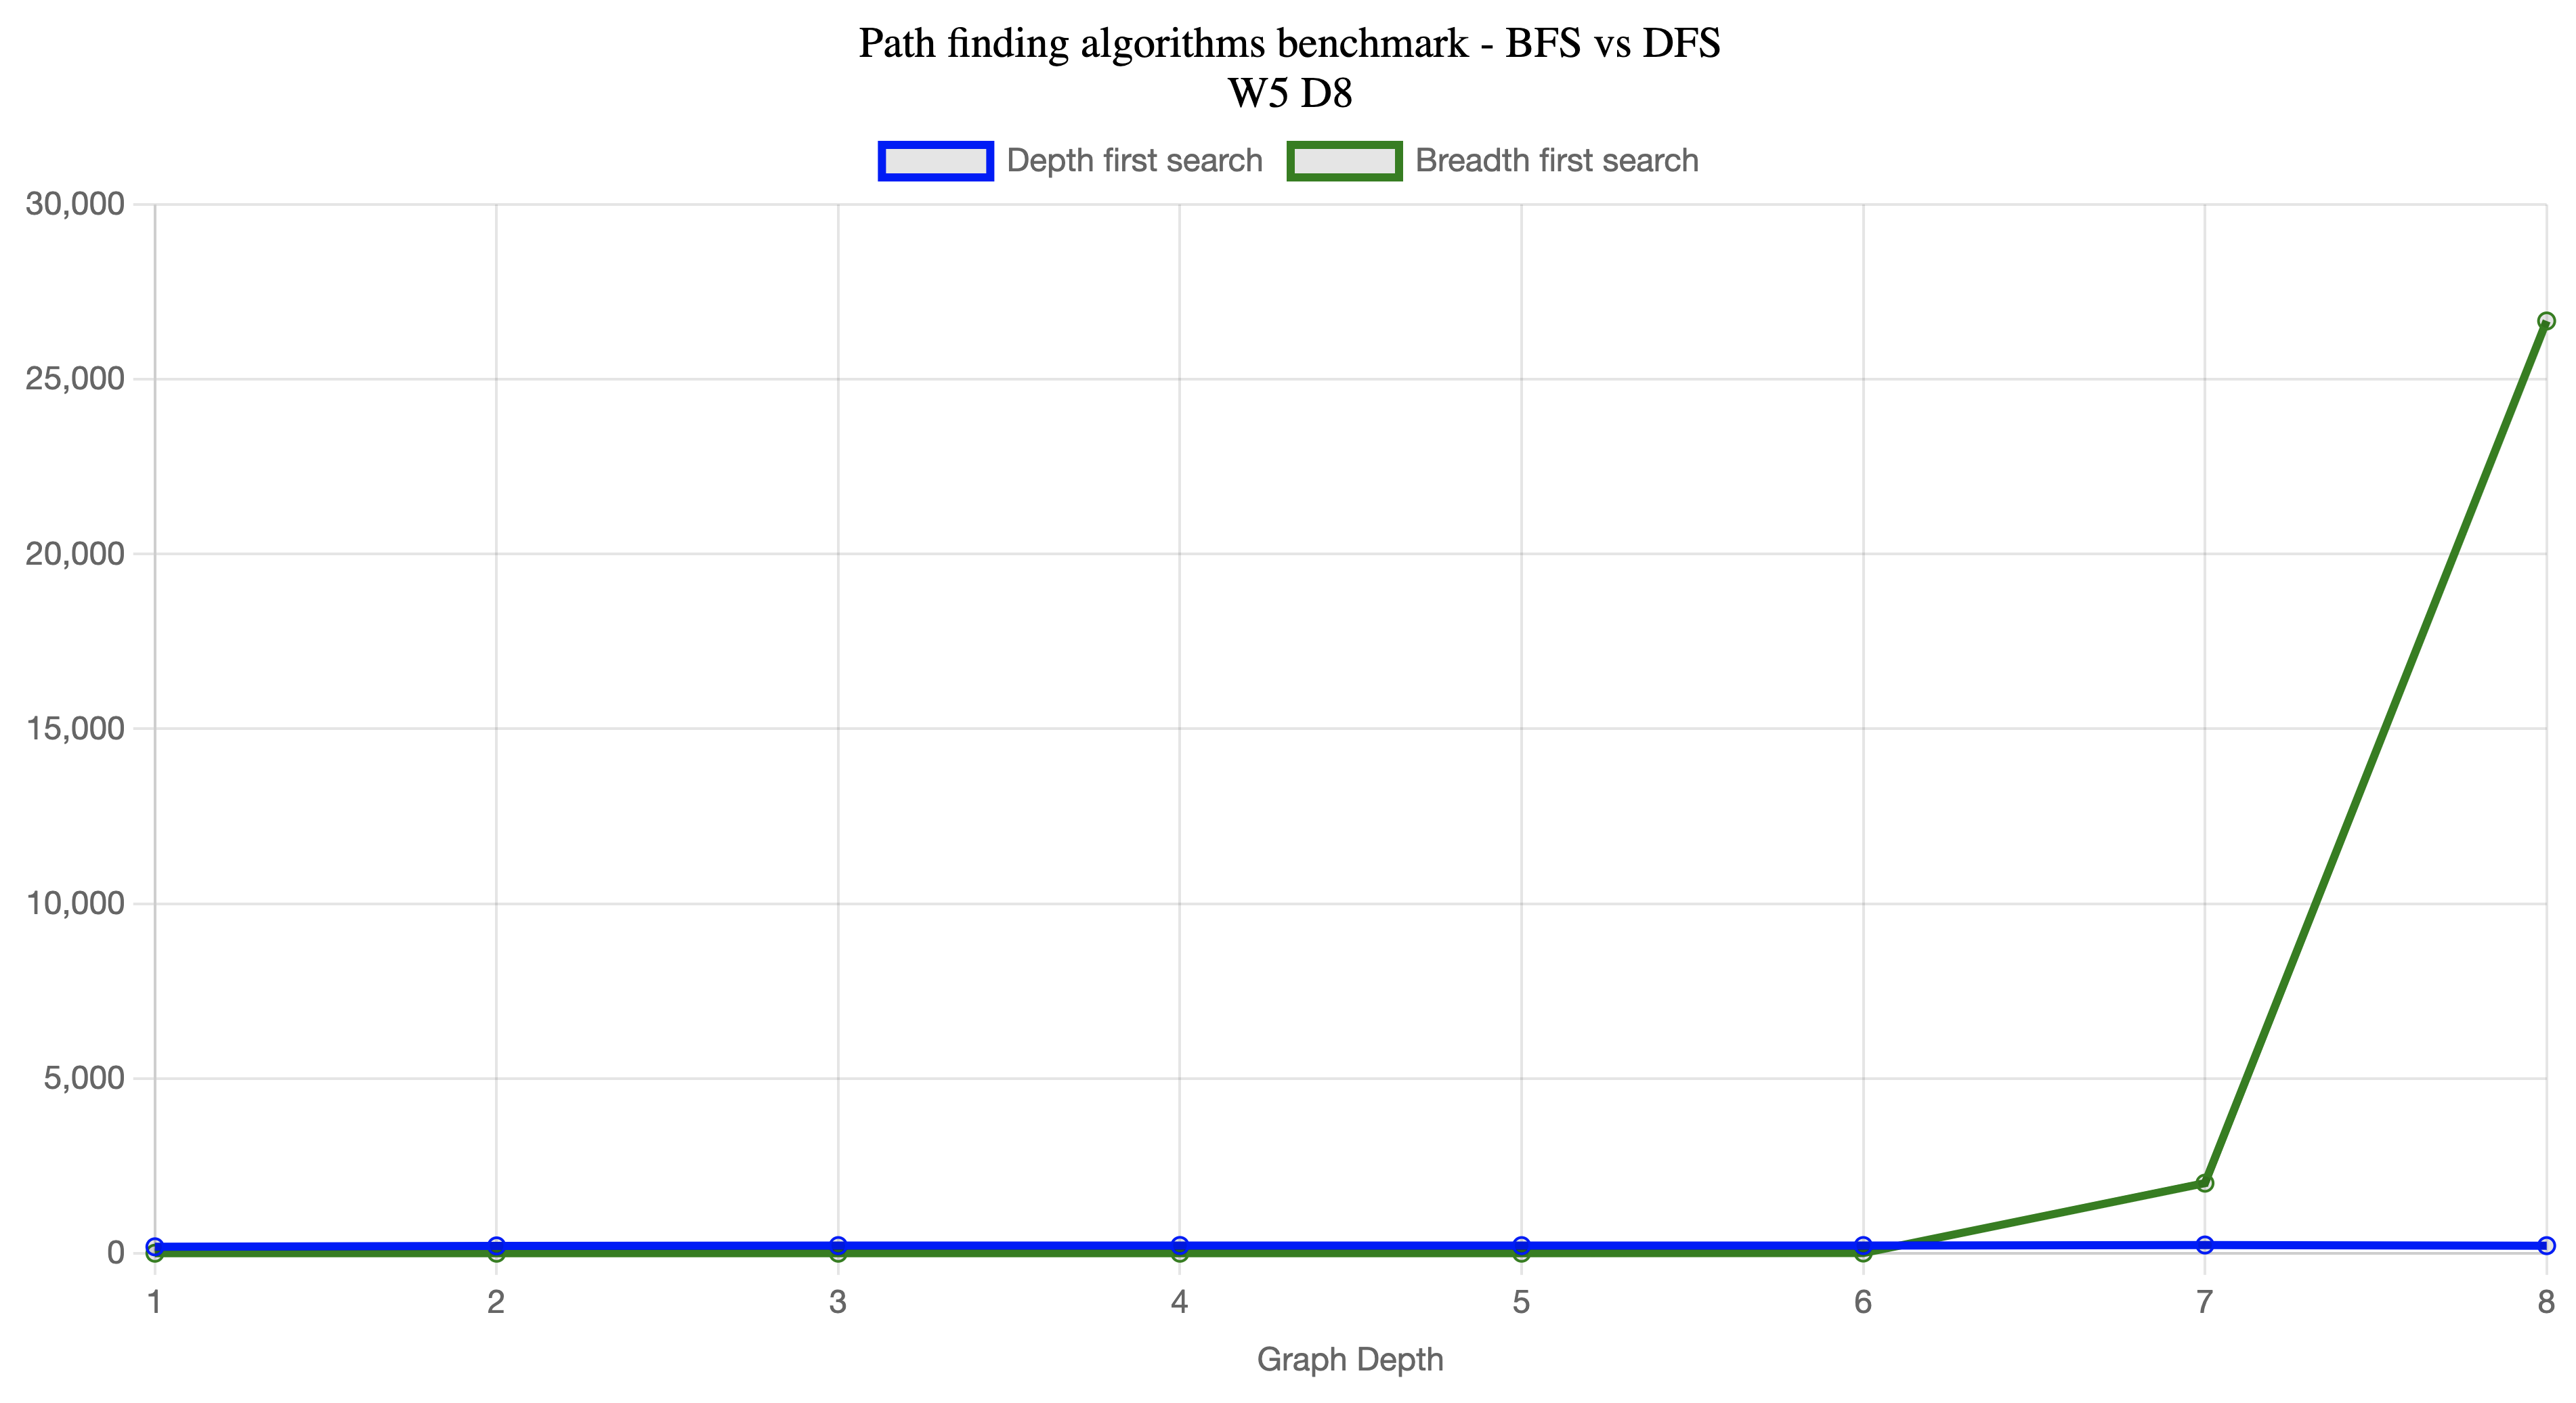 Path finding algorithms benchmark - BFS vs DFS
W5 D8
Depth first search Breadth first search
30,000
25,000
20,000
15,000
10,000
5,000
0
1 2 3 4 5 6 7 8
Graph Depth